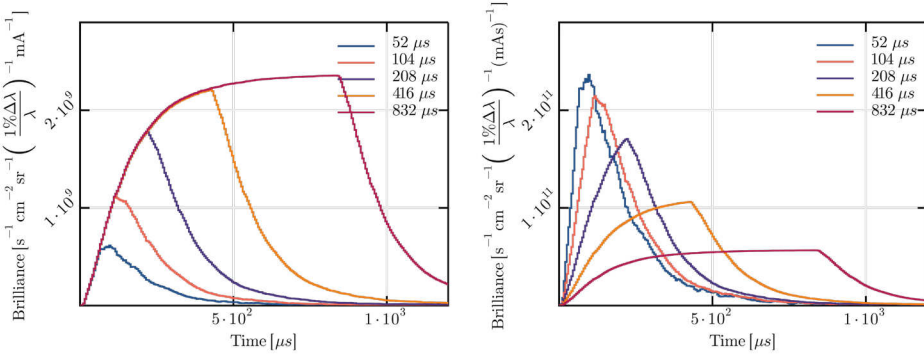 Brilliance [s⁻¹ cm⁻² sr⁻¹ (1%Δλ/λ)⁻¹ mA⁻¹]
2·10⁹
1·10⁹
52 μs
104 μs
208 μs
416 μs
832 μs
5·10²
1·10³
Time [μs]
Brilliance [s⁻¹ cm⁻² sr⁻¹ (1%Δλ/λ)⁻¹ (mAs)⁻¹]
2·10¹¹
1·10¹¹
52 μs
104 μs
208 μs
416 μs
832 μs
5·10²
1·10³
Time [μs]